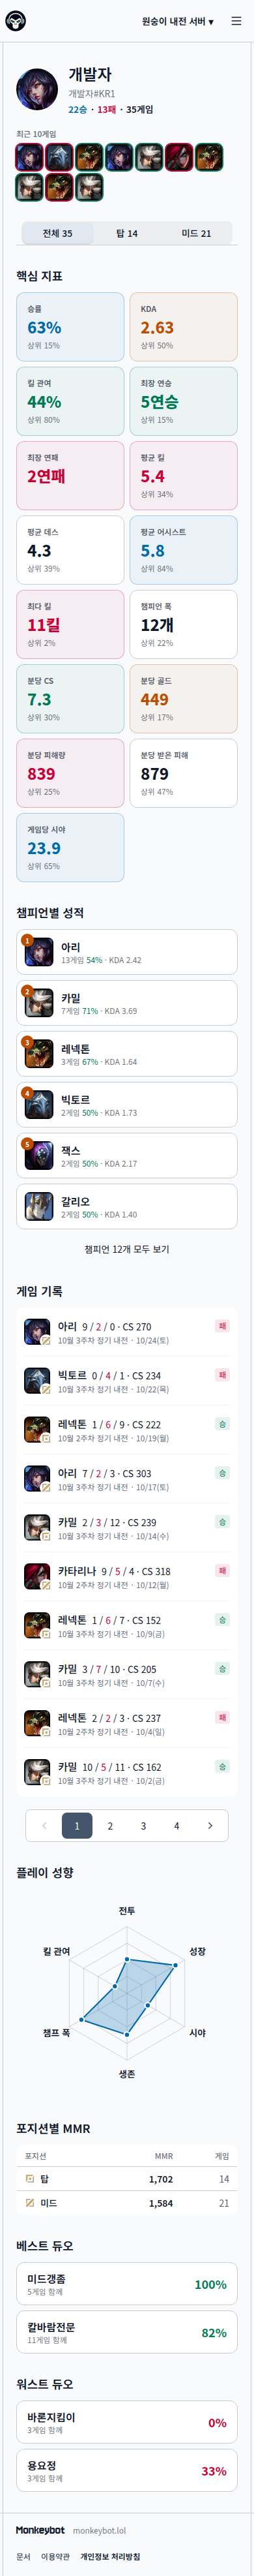 원숭이 내전 서버 ▾
개발자
개발자#KR1
22승 · 13패 · 35게임
최근 10게임
전체 35
탑 14
미드 21
핵심 지표
승률
63%
상위 15%
KDA
2.63
상위 50%
킬 관여
44%
상위 80%
최장 연승
5연승
상위 15%
최장 연패
2연패
평균 킬
5.4
상위 34%
평균 데스
4.3
상위 39%
평균 어시스트
5.8
상위 84%
최다 킬
11킬
상위 2%
챔피언 폭
12개
상위 22%
분당 CS
7.3
상위 30%
분당 골드
449
상위 17%
분당 피해량
839
상위 25%
분당 받은 피해
879
상위 47%
게임당 시야
23.9
상위 65%
챔피언별 성적
1
아리
13게임 54% · KDA 2.42
2
카밀
7게임 71% · KDA 3.69
3
레넥톤
3게임 67% · KDA 1.64
4
빅토르
2게임 50% · KDA 1.73
5
잭스
2게임 50% · KDA 2.17
갈리오
2게임 50% · KDA 1.40
챔피언 12개 모두 보기
게임 기록
아리 9 / 2 / 0 · CS 270 패
10월 3주차 정기 내전 · 10/24(토)
빅토르 0 / 4 / 1 · CS 234 패
10월 3주차 정기 내전 · 10/22(목)
레넥톤 1 / 6 / 9 · CS 222 승
10월 2주차 정기 내전 · 10/19(월)
아리 7 / 2 / 3 · CS 303 승
10월 3주차 정기 내전 · 10/17(토)
카밀 2 / 3 / 12 · CS 239 승
10월 3주차 정기 내전 · 10/14(수)
카타리나 9 / 5 / 4 · CS 318 패
10월 2주차 정기 내전 · 10/12(월)
레넥톤 1 / 6 / 7 · CS 152 승
10월 3주차 정기 내전 · 10/9(금)
카밀 3 / 7 / 10 · CS 205 승
10월 3주차 정기 내전 · 10/7(수)
레넥톤 2 / 2 / 3 · CS 237 패
10월 2주차 정기 내전 · 10/4(일)
카밀 10 / 5 / 11 · CS 162 승
10월 3주차 정기 내전 · 10/2(금)
‹ 1 2 3 4 ›
플레이 성향
전투
킬 관여
성장
챔프 폭
시야
생존
포지션별 MMR
포지션 MMR 게임
탑 1,702 14
미드 1,584 21
베스트 듀오
미드갱좀
5게임 함께
100%
칼바람전문
11게임 함께
82%
워스트 듀오
바론지킴이
3게임 함께
0%
용요정
3게임 함께
33%
Monkeybot monkeybot.lol
문서 이용약관 개인정보 처리방침